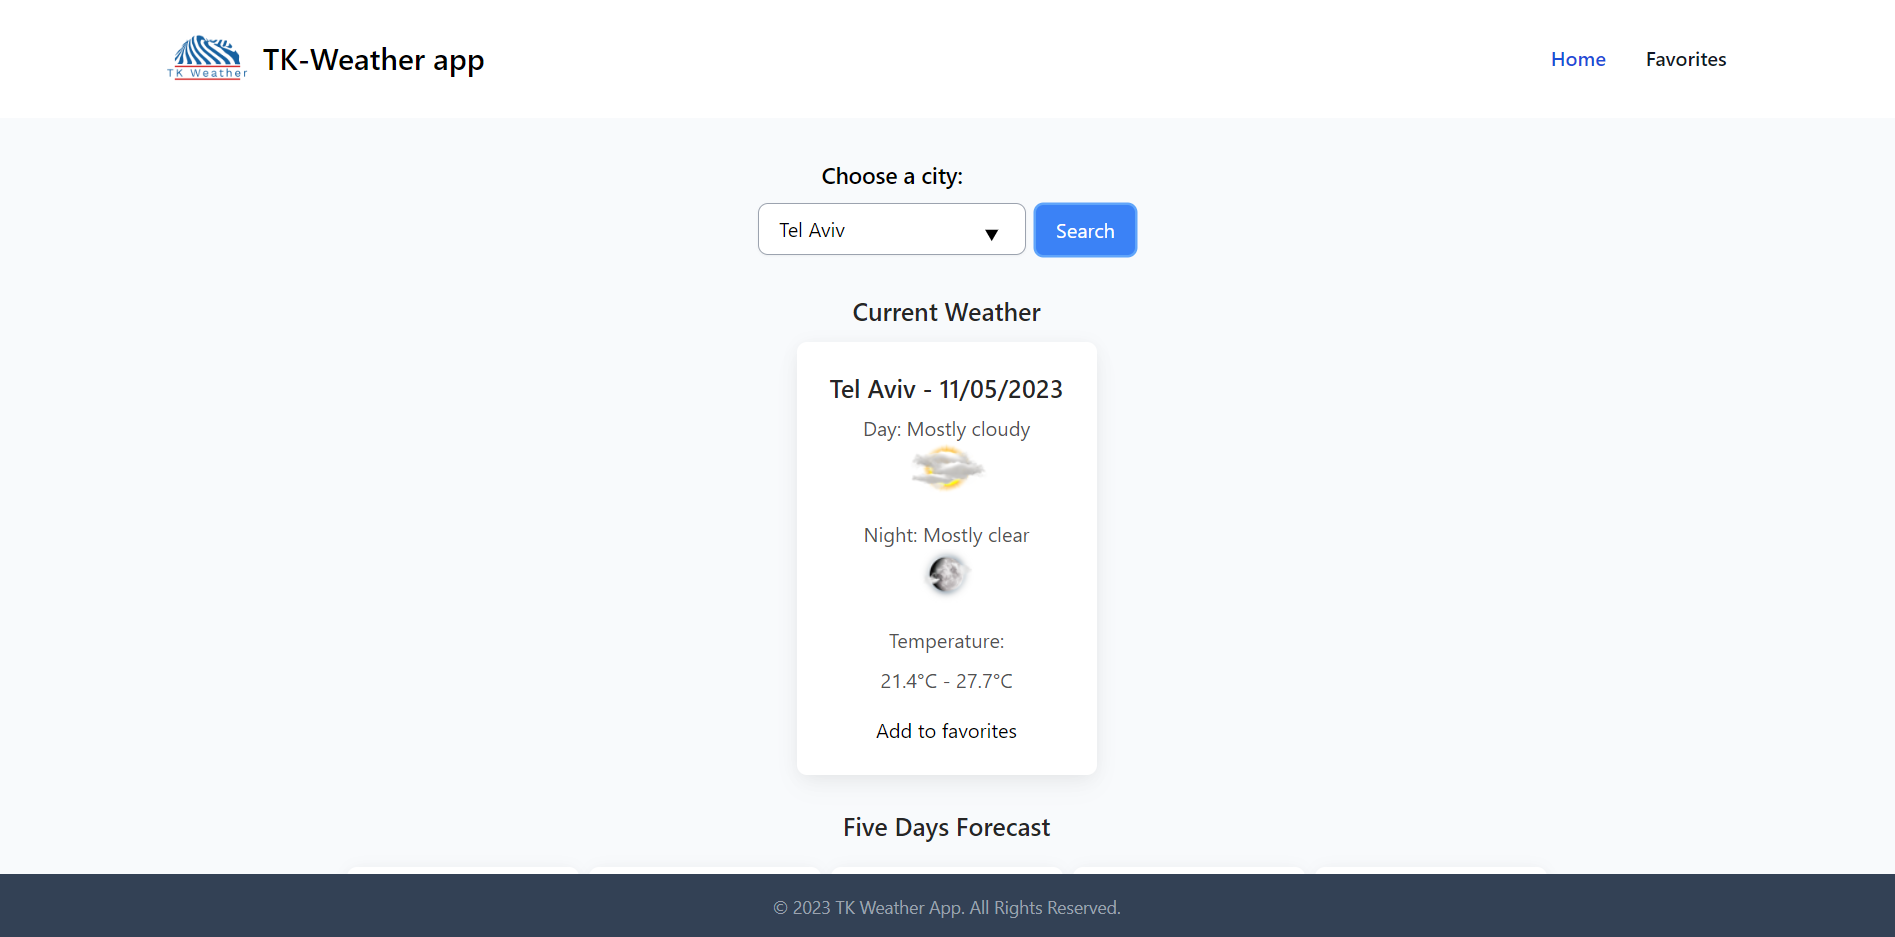 TK Weather
TK-Weather app
Home
Favorites
Choose a city:
Tel Aviv
Search
Current Weather
Tel Aviv - 11/05/2023
Day: Mostly cloudy
Night: Mostly clear
Temperature:
21.4°C - 27.7°C
Add to favorites
Five Days Forecast
© 2023 TK Weather App. All Rights Reserved.